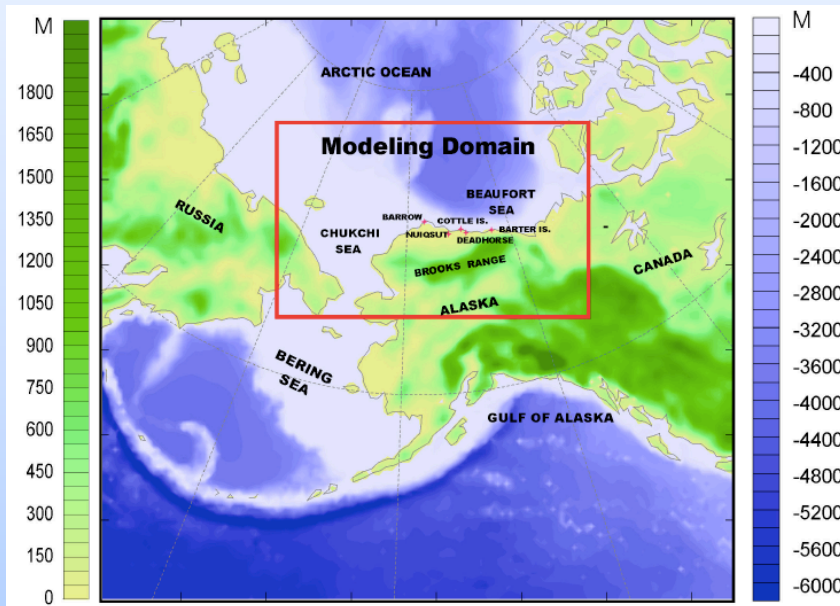 M
1800
1650
1500
1350
1200
1050
900
750
600
450
300
150
0
ARCTIC OCEAN
Modeling Domain
BEAUFORT
SEA
BARROW
COTTLE IS.
BARTER IS.
NUIQSUT
DEADHORSE
CHUKCHI
SEA
RUSSIA
BROOKS RANGE
CANADA
ALASKA
BERING
SEA
GULF OF ALASKA
M
-400
-800
-1200
-1600
-2000
-2400
-2800
-3200
-3600
-4000
-4400
-4800
-5200
-5600
-6000